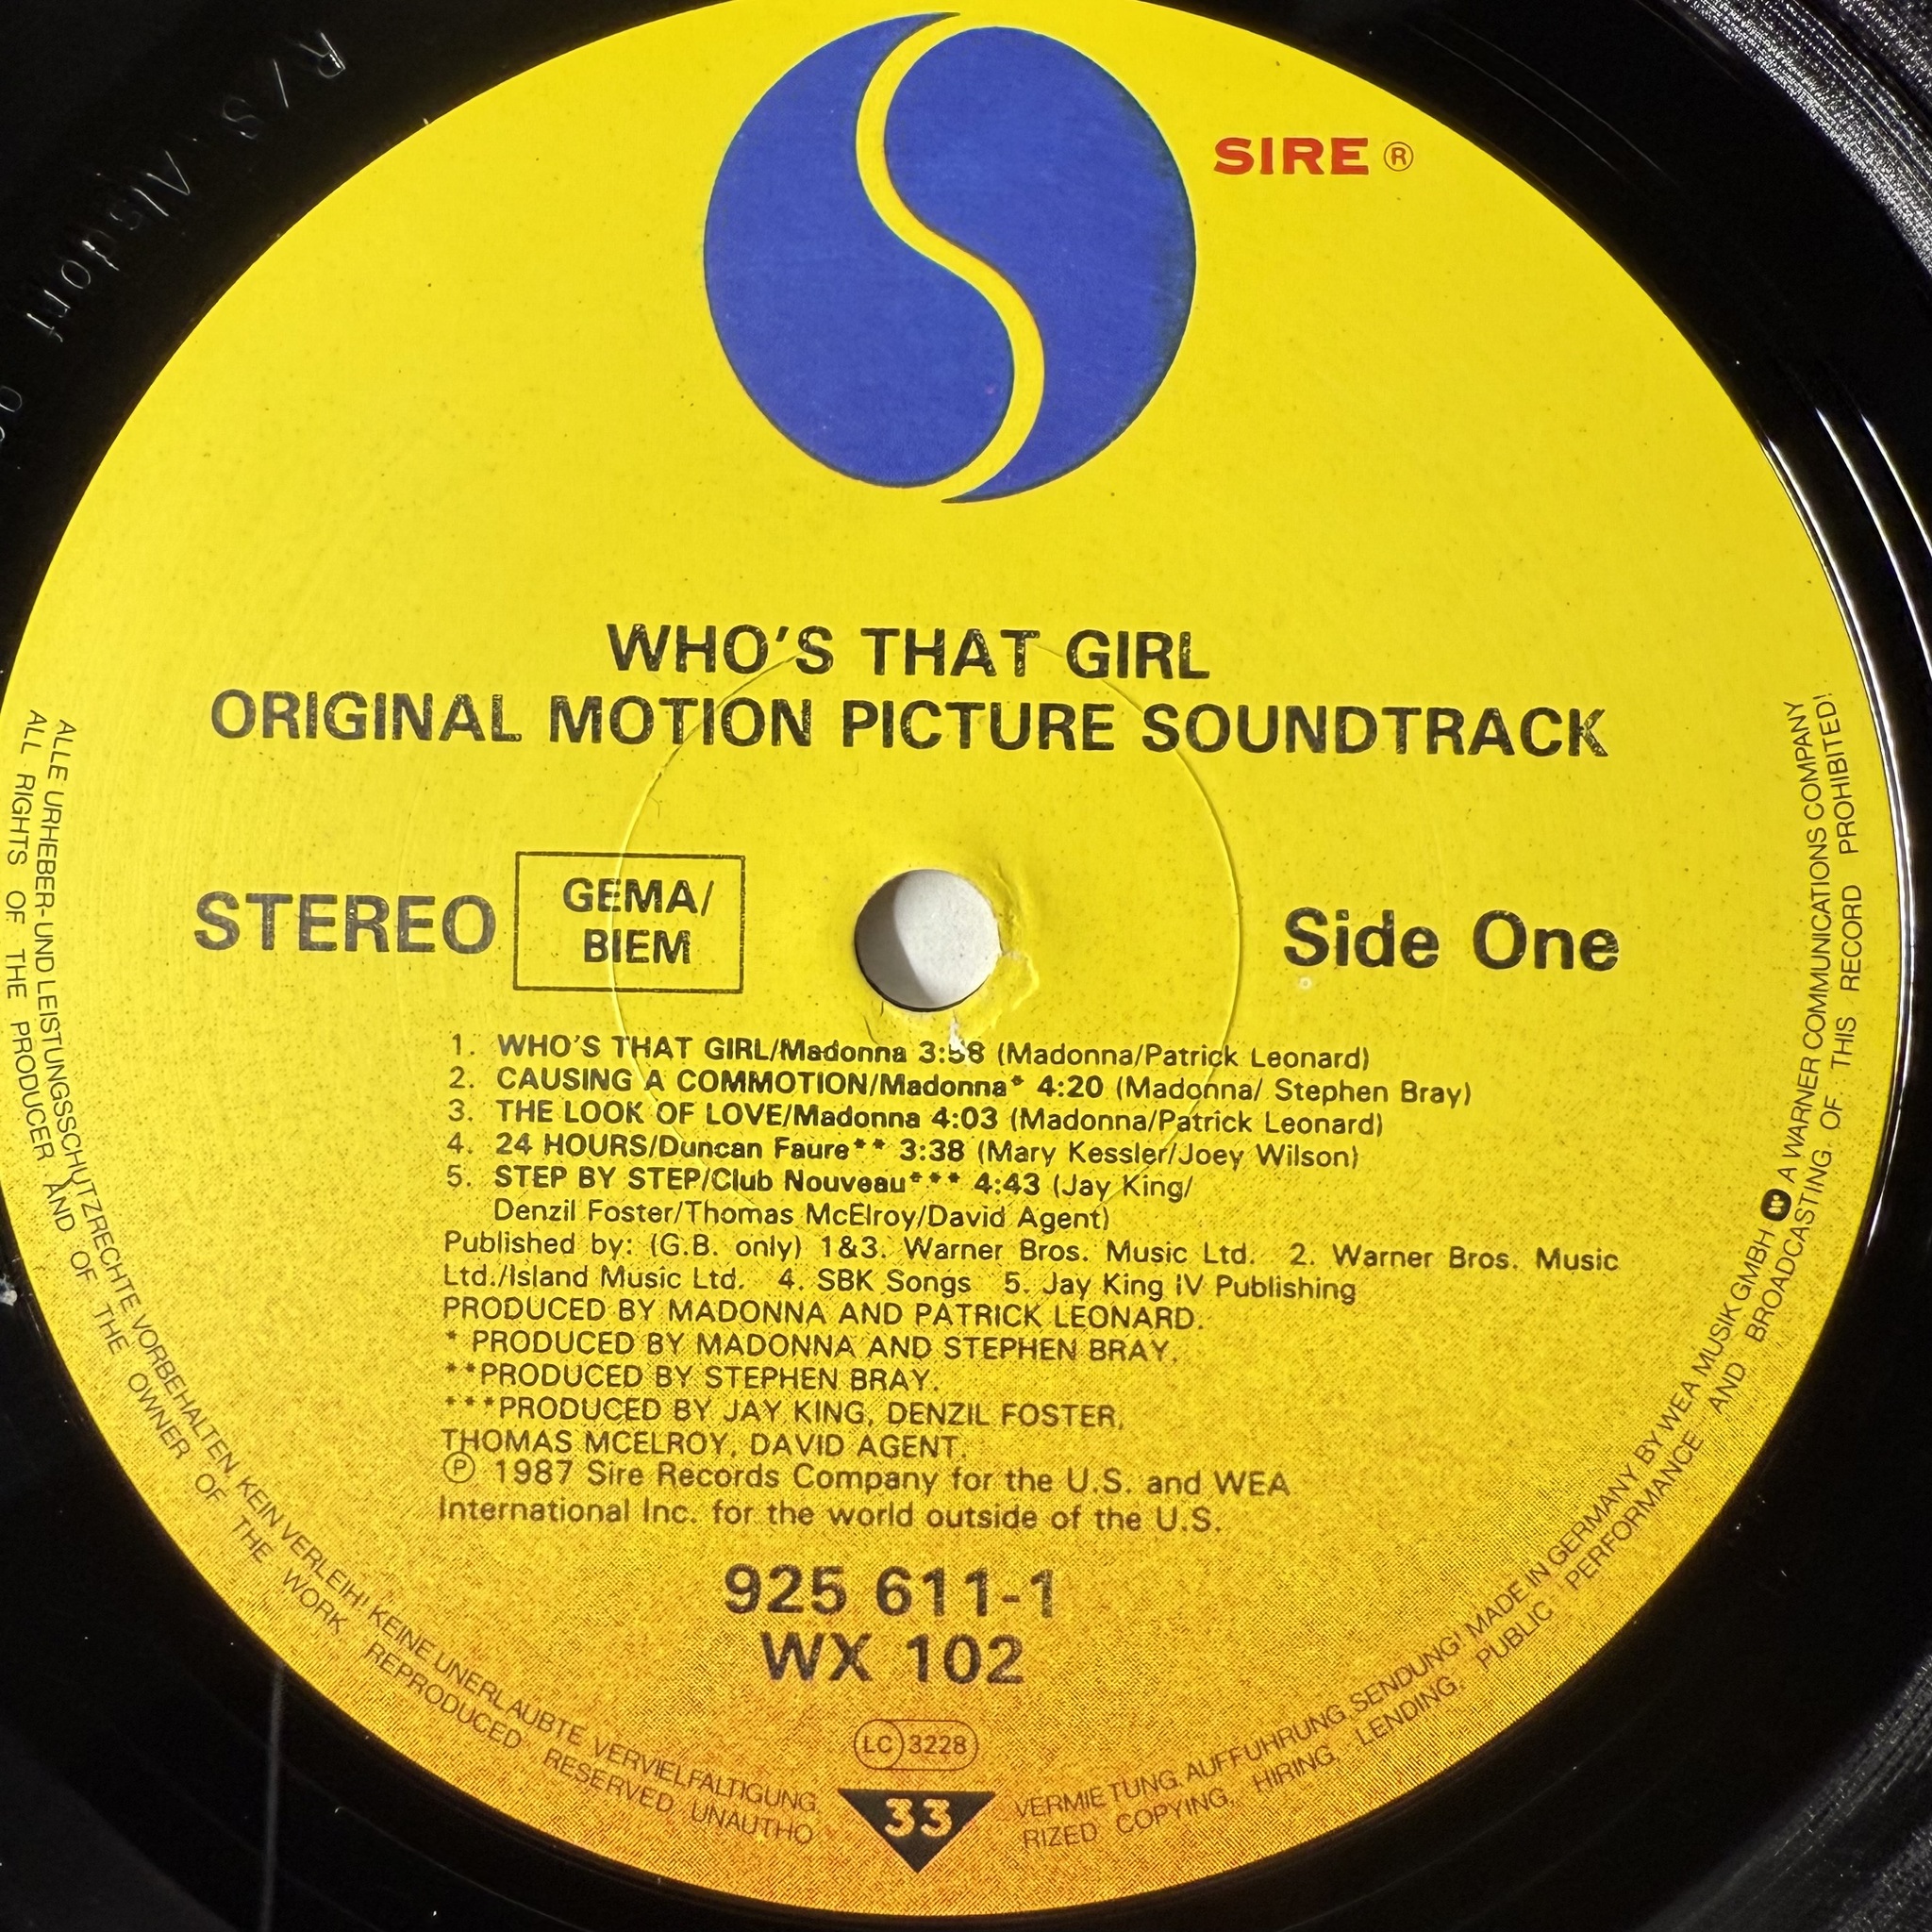 R/S Alsdorf
SIRE ®
WHO'S THAT GIRL
ORIGINAL MOTION PICTURE SOUNDTRACK
STEREO
GEMA/
BIEM
Side One
1. WHO'S THAT GIRL/Madonna 3:58 (Madonna/Patrick Leonard)
2. CAUSING A COMMOTION/Madonna* 4:20 (Madonna/ Stephen Bray)
3. THE LOOK OF LOVE/Madonna 4:03 (Madonna/Patrick Leonard)
4. 24 HOURS/Duncan Faure** 3:38 (Mary Kessler/Joey Wilson)
5. STEP BY STEP/Club Nouveau*** 4:43 (Jay King/
Denzil Foster/Thomas McElroy/David Agent)
Published by: (G.B. only) 1&3. Warner Bros. Music Ltd. 2. Warner Bros. Music
Ltd./Island Music Ltd. 4. SBK Songs 5. Jay King IV Publishing
PRODUCED BY MADONNA AND PATRICK LEONARD.
* PRODUCED BY MADONNA AND STEPHEN BRAY.
**PRODUCED BY STEPHEN BRAY.
***PRODUCED BY JAY KING, DENZIL FOSTER,
THOMAS MCELROY, DAVID AGENT.
Ⓟ 1987 Sire Records Company for the U.S. and WEA
International Inc. for the world outside of the U.S.
925 611-1
WX 102
LC 3228
33
ALLE URHEBER- UND LEISTUNGSSCHUTZRECHTE VORBEHALTEN KEIN VERLEIH! KEINE UNERLAUBTE VERVIELFÄLTIGUNG, VERMIETUNG, AUFFÜHRUNG, SENDUNG! MADE IN GERMANY BY WEA MUSIK GMBH A WARNER COMMUNICATIONS COMPANY
ALL RIGHTS OF THE PRODUCER AND OF THE OWNER OF THE WORK REPRODUCED RESERVED UNAUTHORIZED COPYING, HIRING, LENDING, PUBLIC PERFORMANCE AND BROADCASTING OF THIS RECORD PROHIBITED!